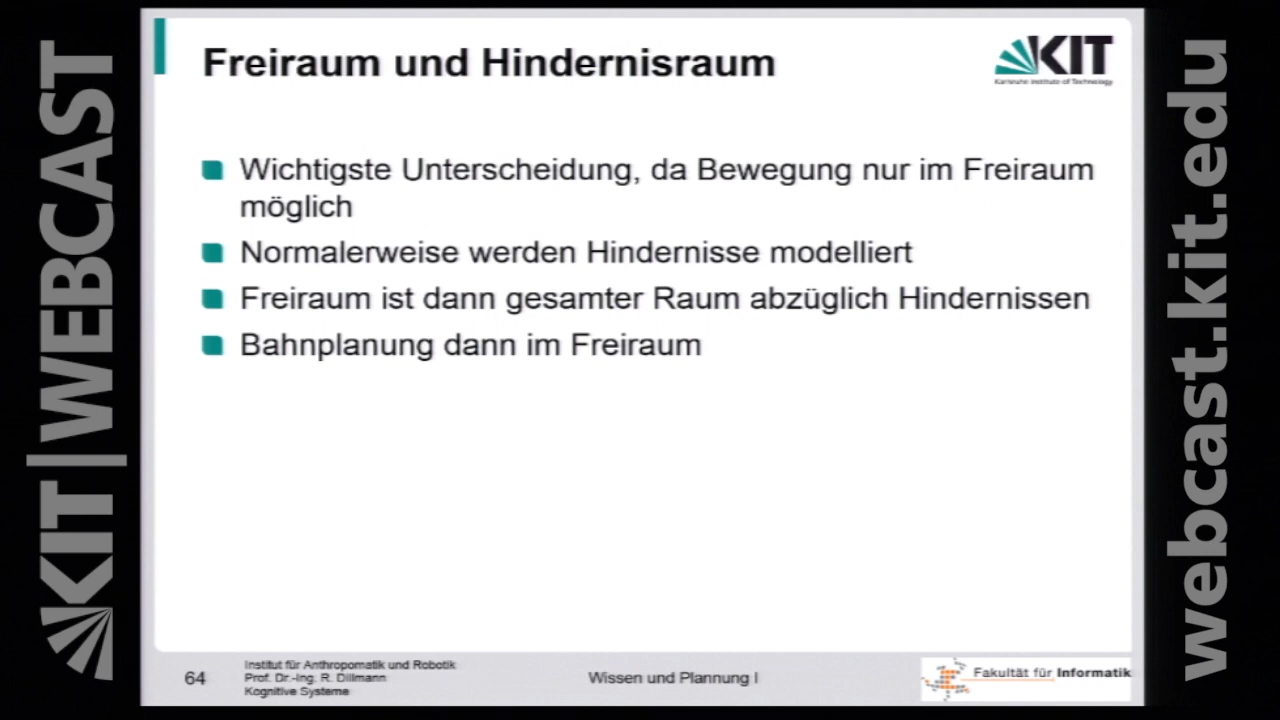 KIT|WEBCAST
Freiraum und Hindernisraum
KIT
Karlsruhe Institute of Technology
Wichtigste Unterscheidung, da Bewegung nur im Freiraum
möglich
Normalerweise werden Hindernisse modelliert
Freiraum ist dann gesamter Raum abzüglich Hindernissen
Bahnplanung dann im Freiraum
64
Institut für Anthropomatik und Robotik
Prof. Dr.-Ing. R. Dillmann
Kognitive Systeme
Wissen und Plannung I
Fakultät für Informatik
webcast.kit.edu